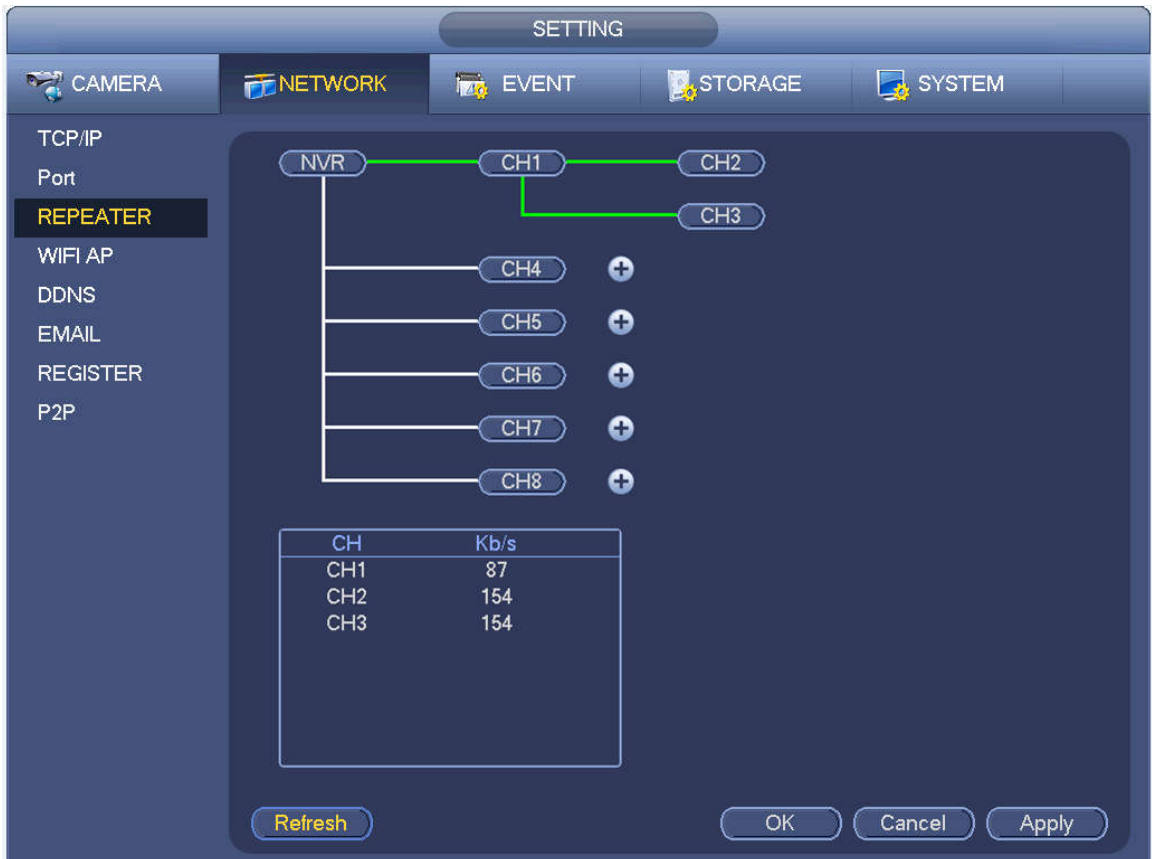 SETTING
CAMERA NETWORK EVENT STORAGE SYSTEM
TCP/IP
Port
REPEATER
WIFI AP
DDNS
EMAIL
REGISTER
P2P
NVR CH1 CH2
CH3
CH4
CH5
CH6
CH7
CH8
CH Kb/s
CH1 87
CH2 154
CH3 154
Refresh OK Cancel Apply